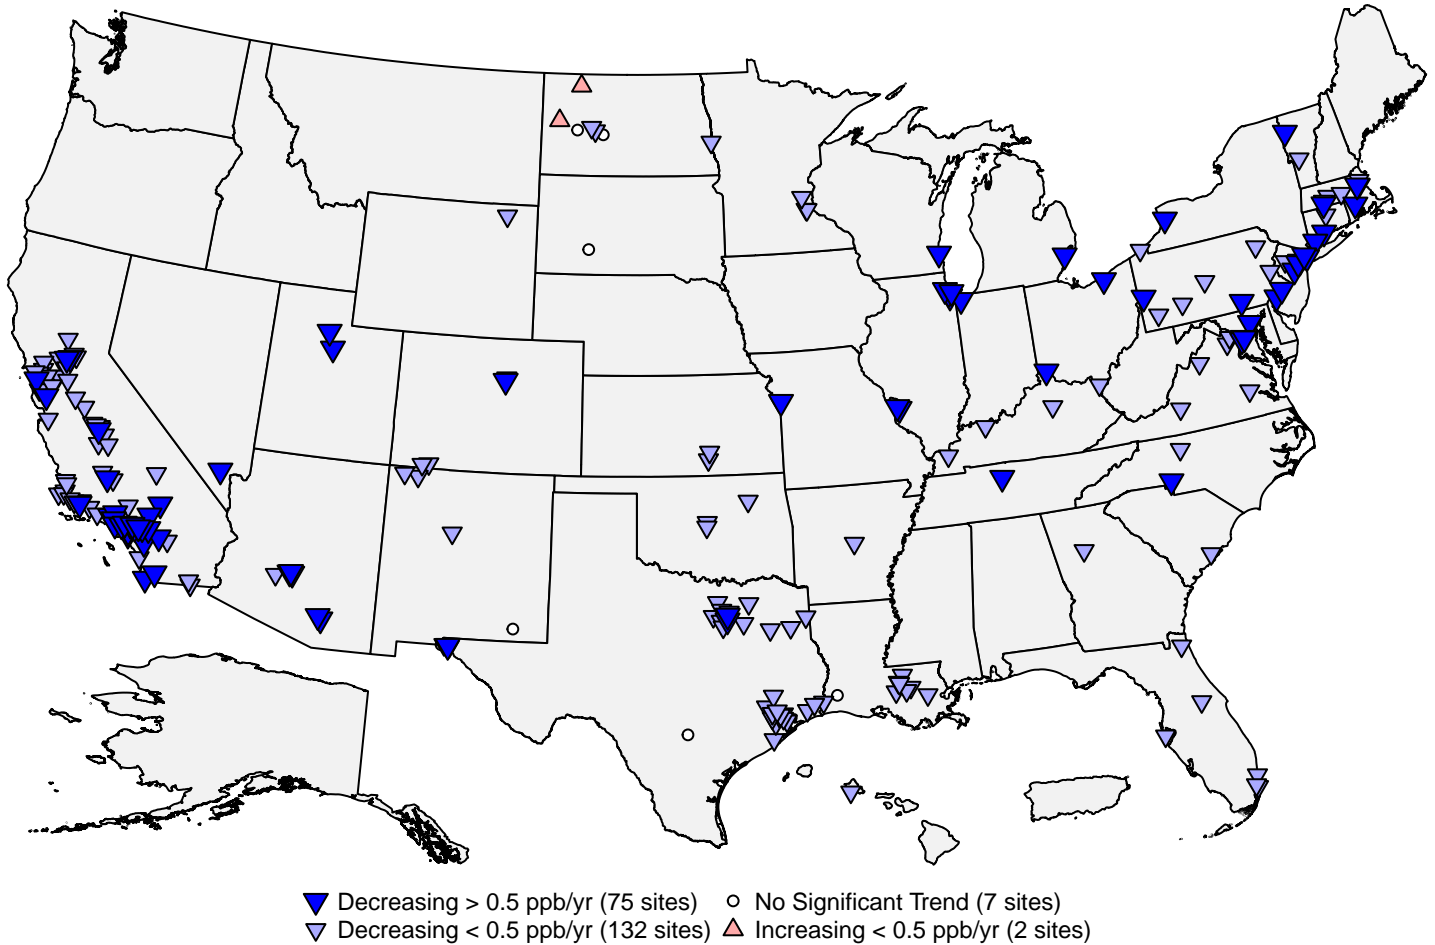 Decreasing > 0.5 ppb/yr (75 sites)
Decreasing < 0.5 ppb/yr (132 sites)
No Significant Trend (7 sites)
Increasing < 0.5 ppb/yr (2 sites)